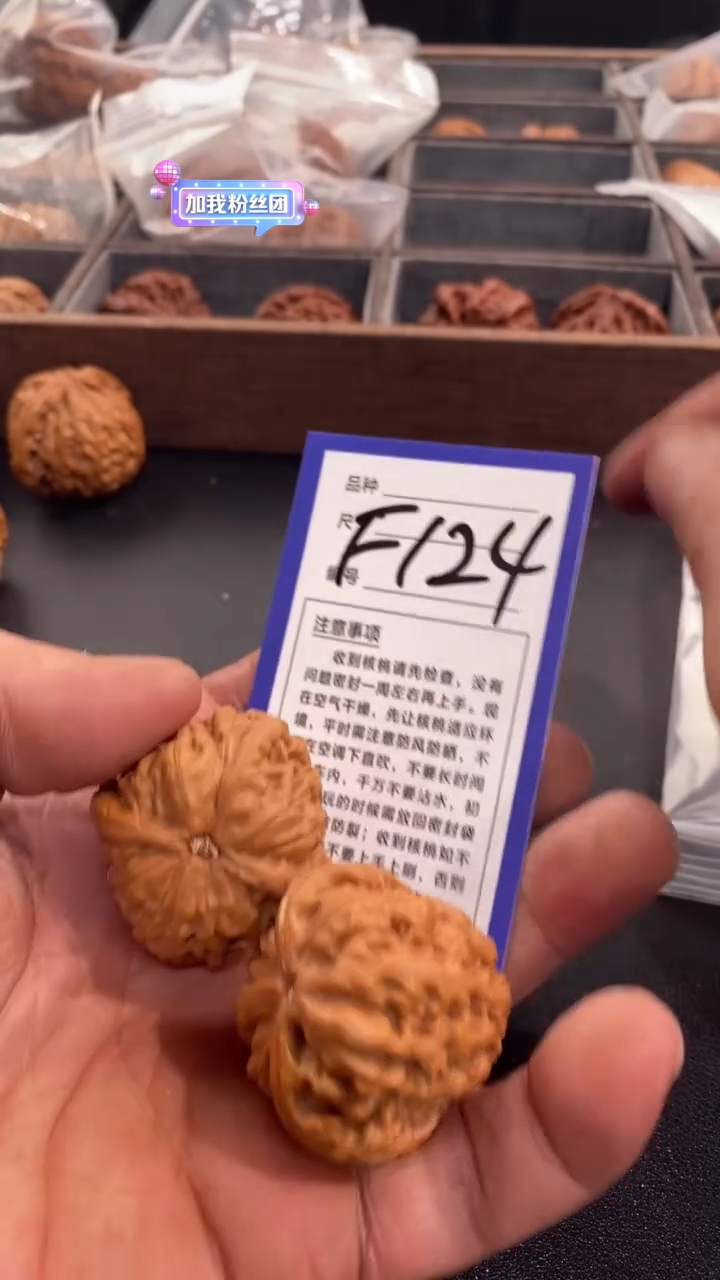 加我粉丝团
品种
尺
F124
号
注意事项
收到核桃请先检查，没有
问题密封一周左右再上手。现
在空气干燥，先让核桃适应环
境，平时需注意防风防晒，不
在空调下直吹，不要长时间
车内，千万不要沾水，初
玩的时候需放回密封袋
防裂；收到核桃如不
不要上手上刷，否则